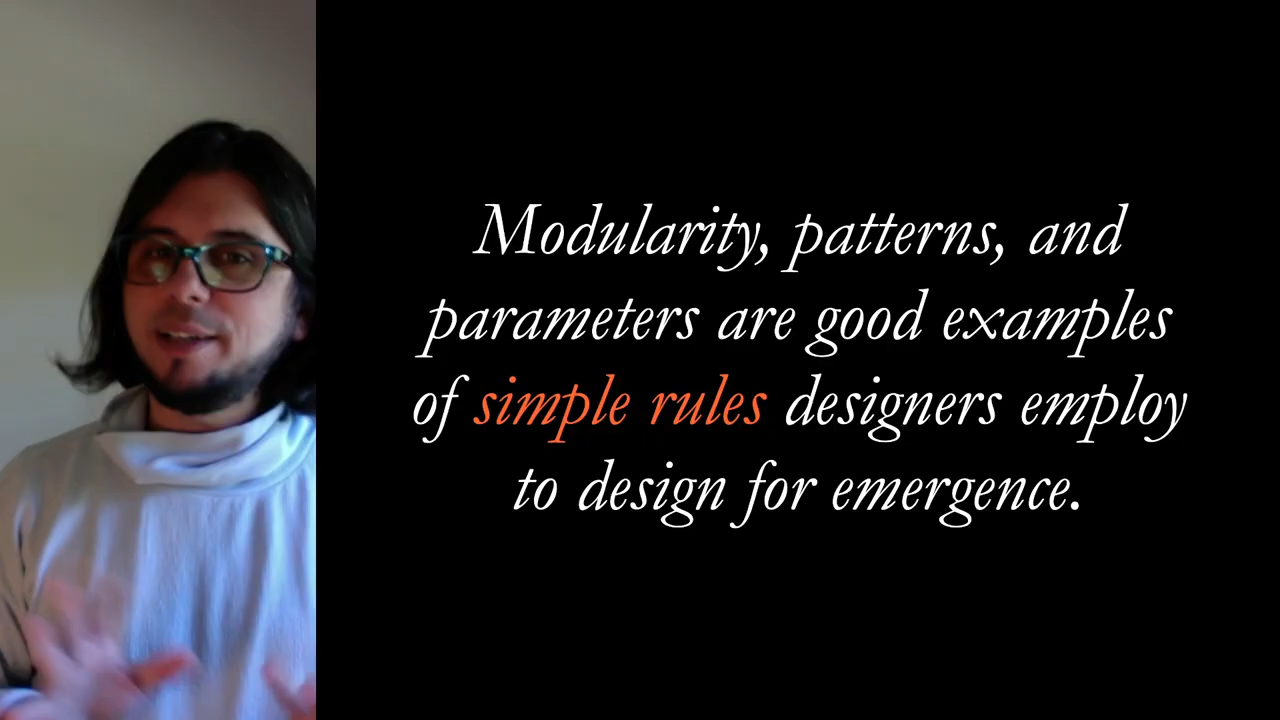 Modularity, patterns, and
parameters are good examples
of simple rules designers employ
to design for emergence.